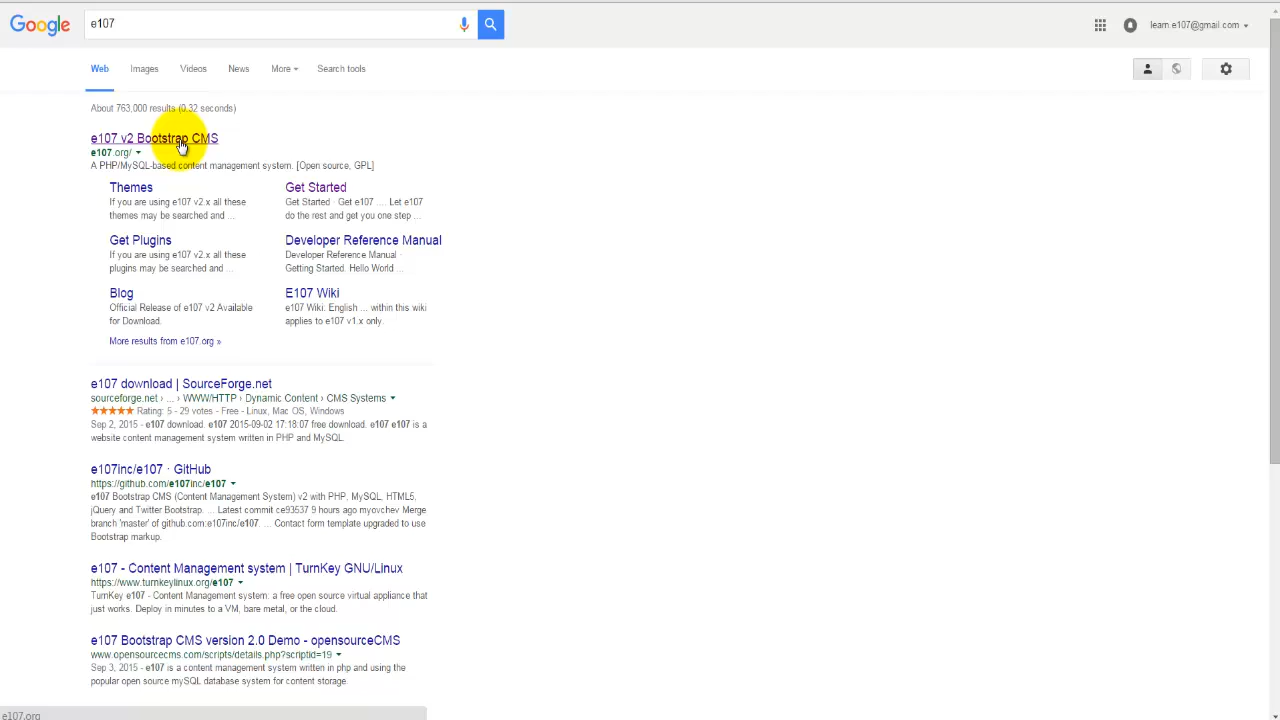 Google e107 learn.e107@gmail.com
Web Images Videos News More Search tools
About 763,000 results (0.32 seconds)
e107 v2 Bootstrap CMS
e107.org/
A PHP/MySQL-based content management system. [Open source, GPL]
Themes
If you are using e107 v2.x all these
themes may be searched and ...
Get Started
Get Started · Get e107 .... Let e107
do the rest and get you one step ...
Get Plugins
If you are using e107 v2.x all these
plugins may be searched and ...
Developer Reference Manual
Developer Reference Manual ·
Getting Started. Hello World ...
Blog
Official Release of e107 v2 Available
for Download.
E107 Wiki
e107 Wiki. English ... within this wiki
applies to e107 v1.x only.
More results from e107.org »
e107 download | SourceForge.net
sourceforge.net › ... › WWW/HTTP › Dynamic Content › CMS Systems
Rating: 5 - 29 votes - Free - Linux, Mac OS, Windows
Sep 2, 2015 - e107 download. e107 2015-09-02 17:18:07 free download. e107 e107 is a
website content management system written in PHP and MySQL.
e107inc/e107 · GitHub
https://github.com/e107inc/e107
e107 Bootstrap CMS (Content Management System) v2 with PHP, MySQL, HTML5,
jQuery and Twitter Bootstrap. ... Latest commit ce93537 9 hours ago myovchev Merge
branch 'master' of github.com:e107inc/e107. ... Contact form template upgraded to use
Bootstrap markup.
e107 - Content Management system | TurnKey GNU/Linux
https://www.turnkeylinux.org/e107
TurnKey e107 - Content Management system: a free open source virtual appliance that
just works. Deploy in minutes to a VM, bare metal, or the cloud.
e107 Bootstrap CMS version 2.0 Demo - opensourceCMS
www.opensourcecms.com/scripts/details.php?scriptid=19
Sep 3, 2015 - e107 is a content management system written in php and using the
popular open source mySQL database system for content storage.
e107.org